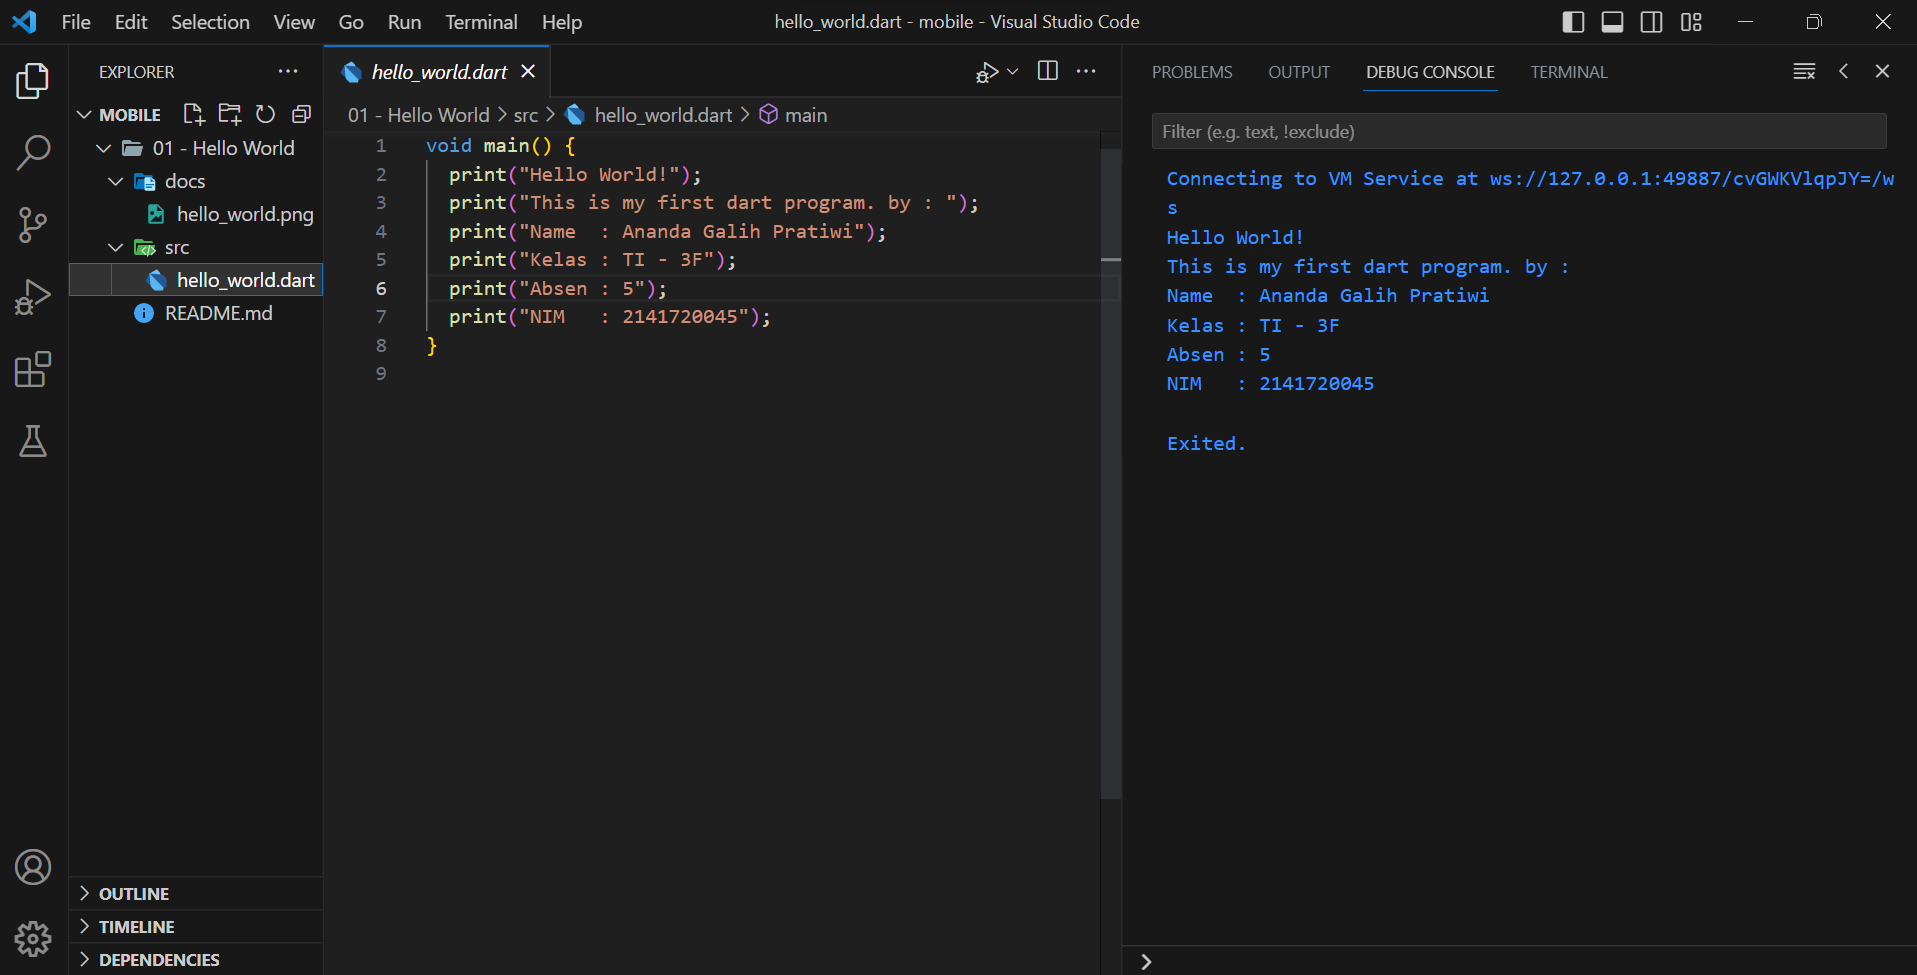 File Edit Selection View Go Run Terminal Help
hello_world.dart - mobile - Visual Studio Code
EXPLORER
MOBILE
01 - Hello World
docs
hello_world.png
src
hello_world.dart
README.md
OUTLINE
TIMELINE
DEPENDENCIES
hello_world.dart
01 - Hello World > src > hello_world.dart > main
1 void main() {
2   print("Hello World!");
3   print("This is my first dart program. by : ");
4   print("Name  : Ananda Galih Pratiwi");
5   print("Kelas : TI - 3F");
6   print("Absen : 5");
7   print("NIM   : 2141720045");
8 }
9
PROBLEMS OUTPUT DEBUG CONSOLE TERMINAL
Filter (e.g. text, !exclude)
Connecting to VM Service at ws://127.0.0.1:49887/cvGWKVlqpJY=/w
s
Hello World!
This is my first dart program. by :
Name  : Ananda Galih Pratiwi
Kelas : TI - 3F
Absen : 5
NIM   : 2141720045
Exited.